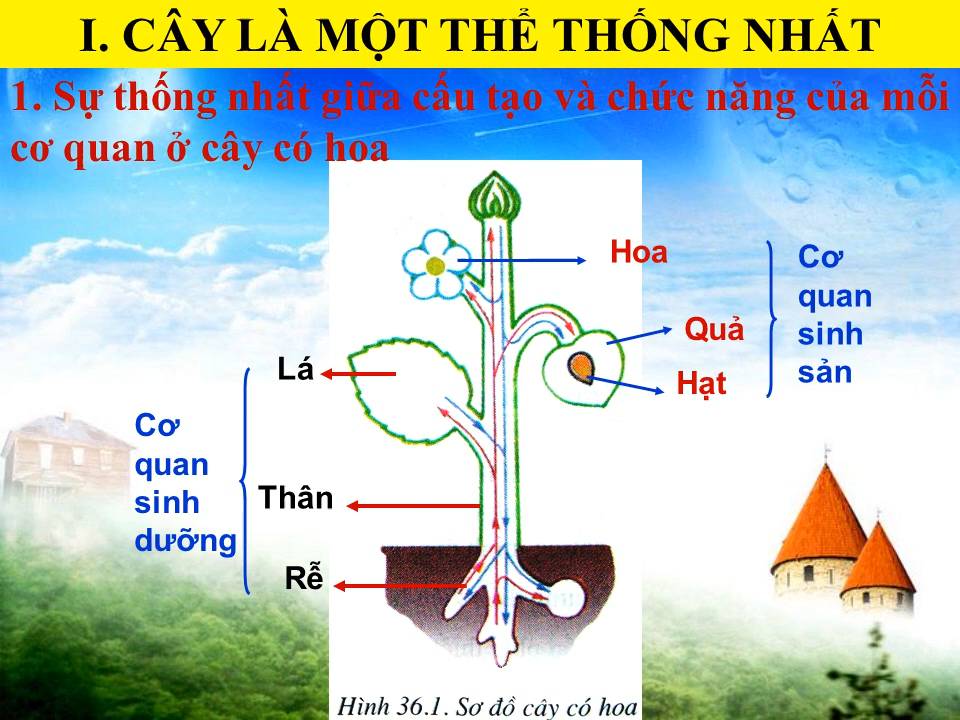 I. CÂY LÀ MỘT THỂ THỐNG NHẤT
1. Sự thống nhất giữa cấu tạo và chức năng của mỗi
cơ quan ở cây có hoa
Hoa
Quả
Hạt
Cơ
quan
sinh
sản
Lá
Thân
Rễ
Cơ
quan
sinh
dưỡng
Hình 36.1. Sơ đồ cây có hoa